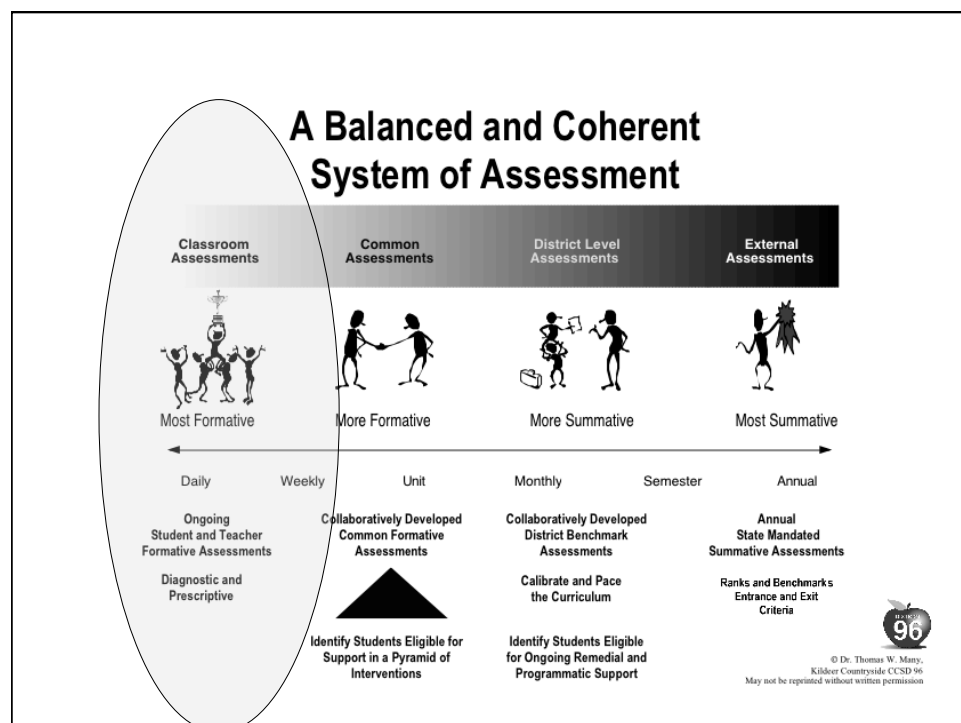 A Balanced and Coherent
System of Assessment
Classroom
Assessments
Common
Assessments
District Level
Assessments
External
Assessments
Most Formative
More Formative
More Summative
Most Summative
Daily
Weekly
Unit
Monthly
Semester
Annual
Ongoing
Student and Teacher
Formative Assessments
Diagnostic and
Prescriptive
Collaboratively Developed
Common Formative
Assessments
Identify Students Eligible for
Support in a Pyramid of
Interventions
Collaboratively Developed
District Benchmark
Assessments
Calibrate and Pace
the Curriculum
Identify Students Eligible
for Ongoing Remedial and
Programmatic Support
Annual
State Mandated
Summative Assessments
Ranks and Benchmarks
Entrance and Exit
Criteria
96
© Dr. Thomas W. Many,
Kildeer Countryside CCSD 96
May not be reprinted without written permission